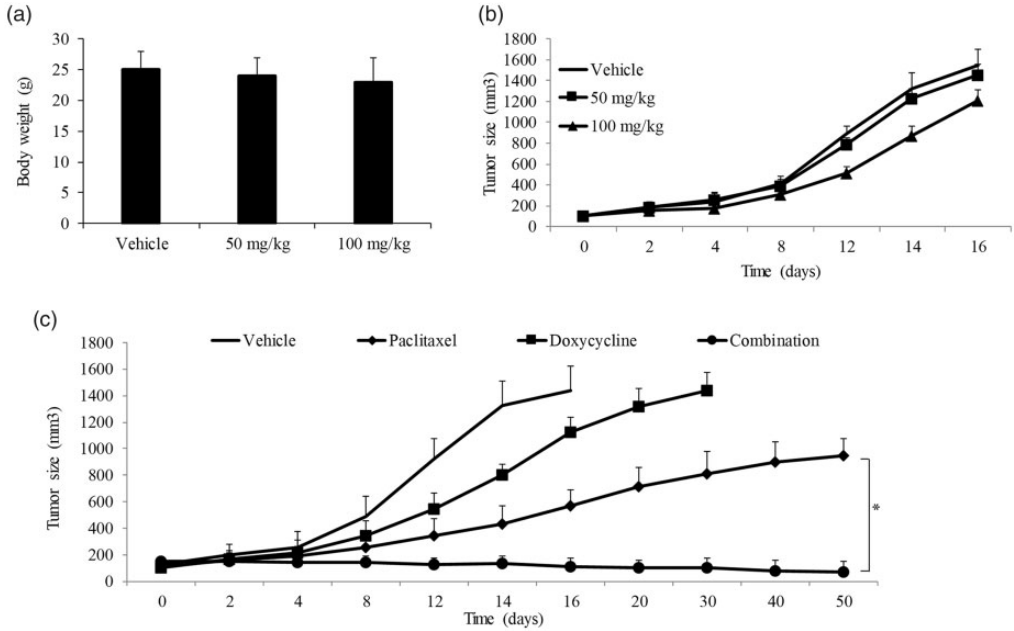 (a)
30
25
20
15
10
5
0
Body weight (g)
Vehicle 50 mg/kg 100 mg/kg
(b)
1800
1600
1400
1200
1000
800
600
400
200
0
Tumor size (mm3)
Vehicle
50 mg/kg
100 mg/kg
0 2 4 8 12 14 16
Time (days)
(c)
Vehicle Paclitaxel Doxycycline Combination
1800
1600
1400
1200
1000
800
600
400
200
0
Tumor size (mm3)
*
0 2 4 8 12 14 16 20 30 40 50
Time (days)